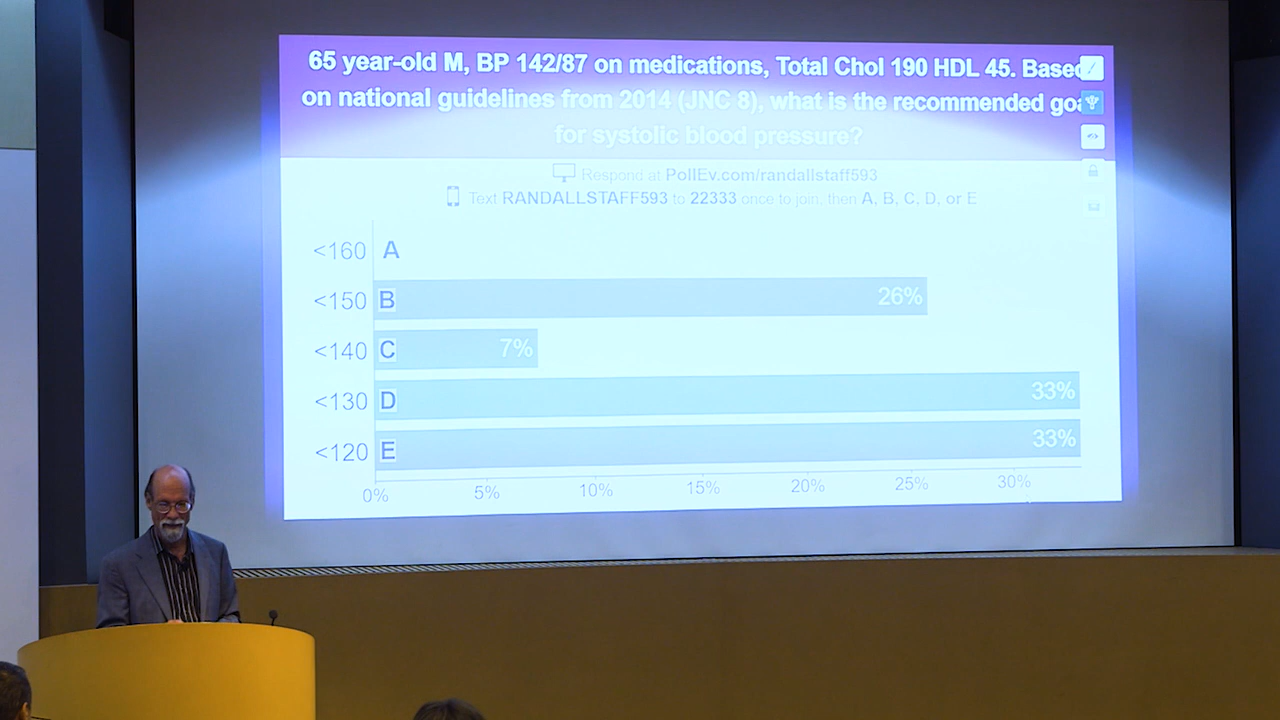 65 year-old M, BP 142/87 on medications, Total Chol 190 HDL 45. Based
on national guidelines from 2014 (JNC 8), what is the recommended goa
for systolic blood pressure?
Respond at PollEv.com/randallstaff593
Text RANDALLSTAFF593 to 22333 once to join, then A, B, C, D, or E
<160 A
<150 B 26%
<140 C 7%
<130 D 33%
<120 E 33%
0% 5% 10% 15% 20% 25% 30%